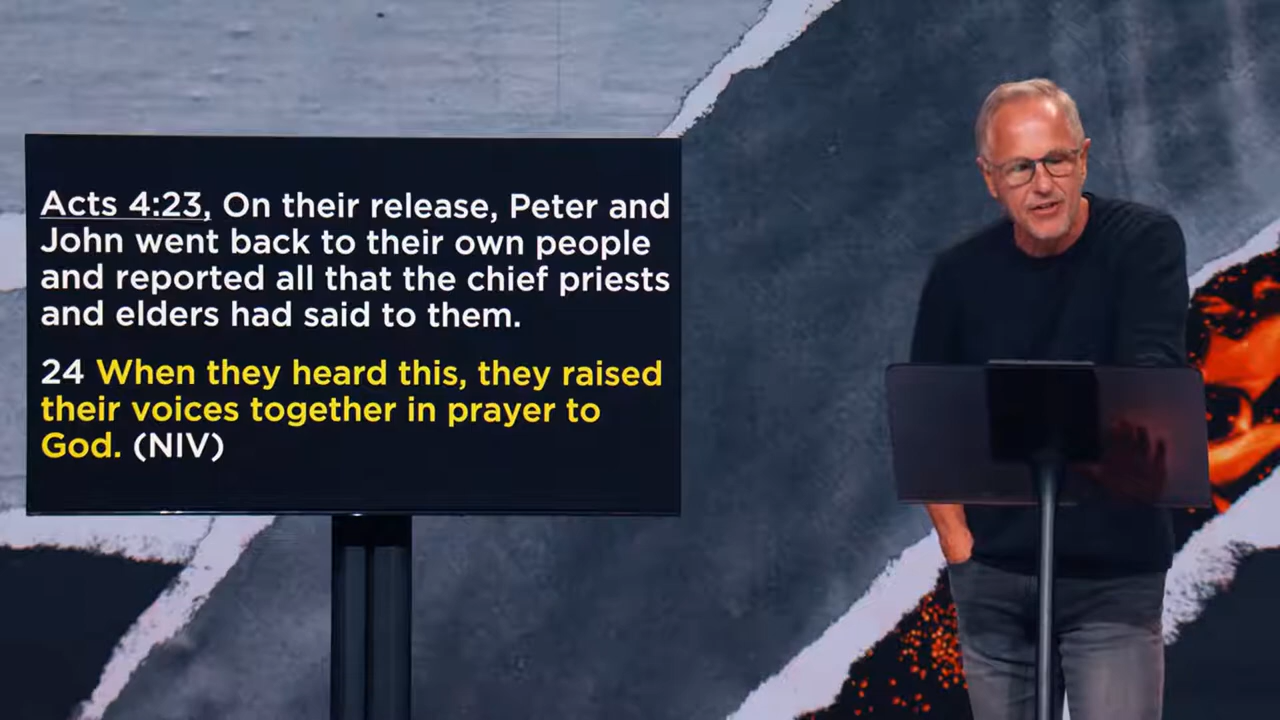 Acts 4:23, On their release, Peter and
John went back to their own people
and reported all that the chief priests
and elders had said to them.
24 When they heard this, they raised
their voices together in prayer to
God. (NIV)